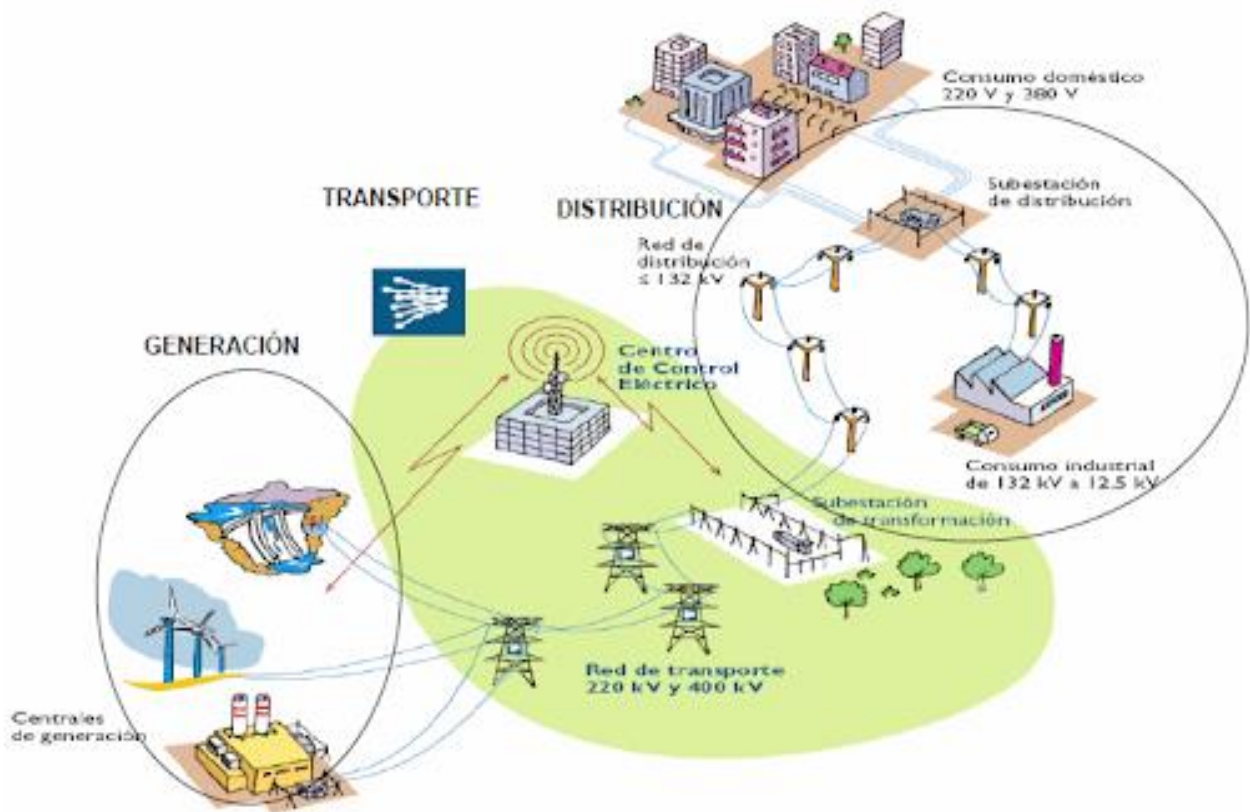 Consumo doméstico
220 V y 380 V
TRANSPORTE
DISTRIBUCIÓN
Subestación
de distribución
Red de
distribución
≤ 132 kV
GENERACIÓN
Centro
de Control
Eléctrico
Consumo industrial
de 132 kV a 12.5 kV
Subestación
de transformación
Red de transporte
220 kV y 400 kV
Centrales
de generación